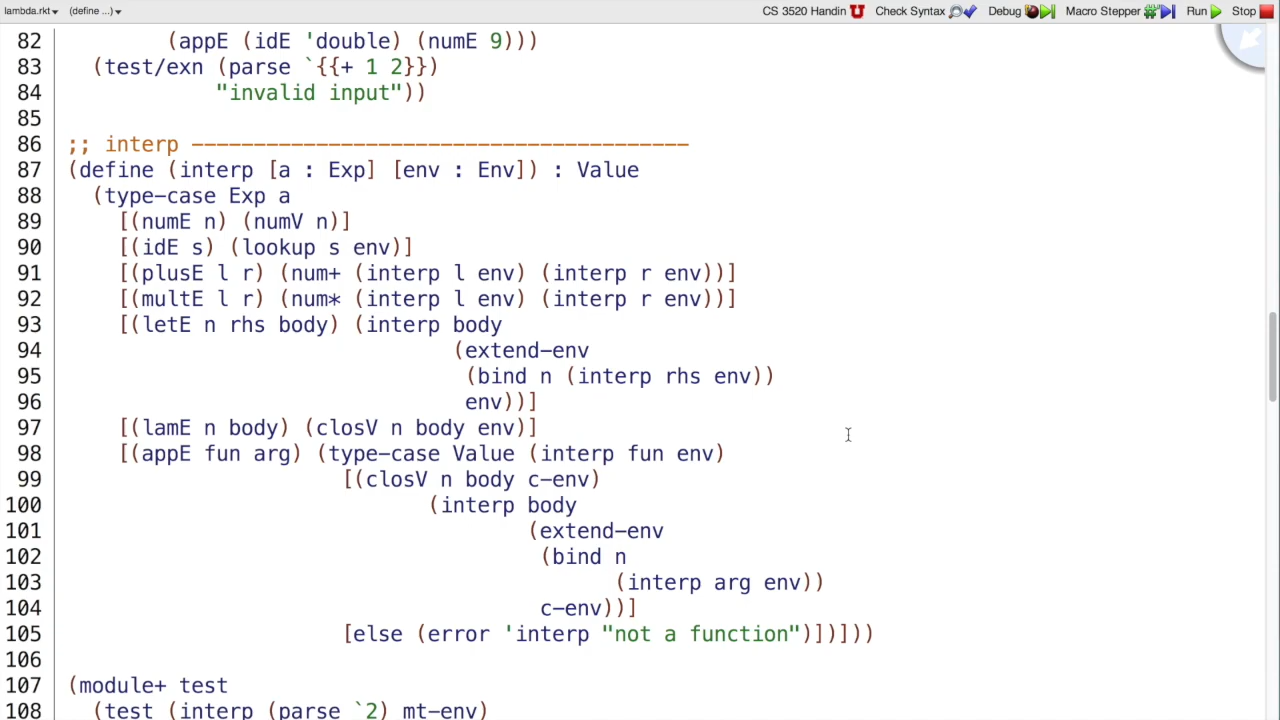 lambda.rkt▾ (define ...)▾ CS 3520 Handin Check Syntax Debug Macro Stepper Run Stop
82         (appE (idE 'double) (numE 9)))
83   (test/exn (parse `{{+ 1 2}})
84             "invalid input"))
85
86 ;; interp ----------------------------------------
87 (define (interp [a : Exp] [env : Env]) : Value
88   (type-case Exp a
89     [(numE n) (numV n)]
90     [(idE s) (lookup s env)]
91     [(plusE l r) (num+ (interp l env) (interp r env))]
92     [(multE l r) (num* (interp l env) (interp r env))]
93     [(letE n rhs body) (interp body
94                                (extend-env
95                                 (bind n (interp rhs env))
96                                 env))]
97     [(lamE n body) (closV n body env)]
98     [(appE fun arg) (type-case Value (interp fun env)
99                       [(closV n body c-env)
100                              (interp body
101                                      (extend-env
102                                       (bind n
103                                             (interp arg env))
104                                       c-env))]
105                       [else (error 'interp "not a function")])]))
106
107 (module+ test
108   (test (interp (parse `2) mt-env)